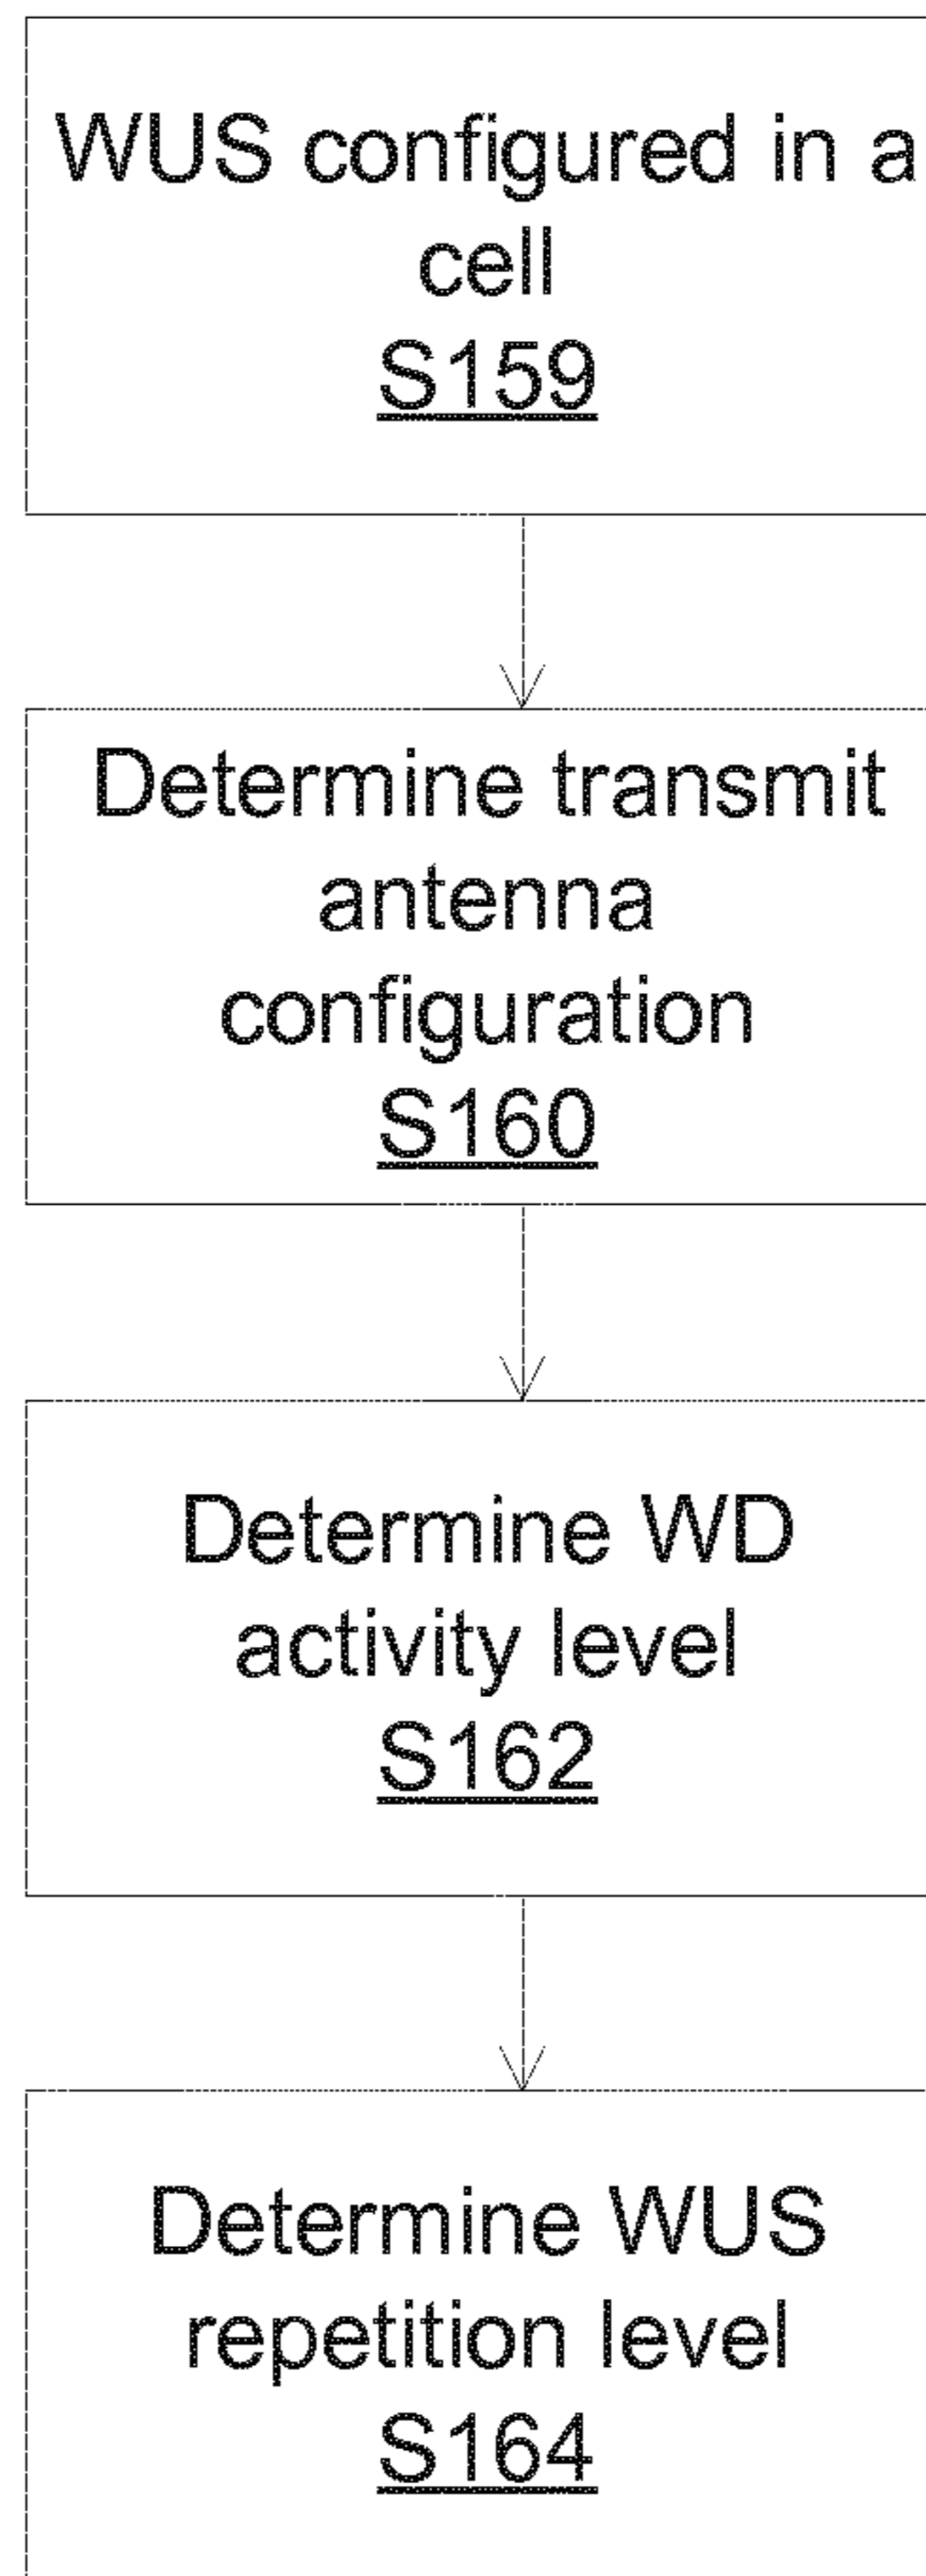 WUS configured in a
cell
S159
Determine transmit
antenna
configuration
S160
Determine WD
activity level
S162
Determine WUS
repetition level
S164